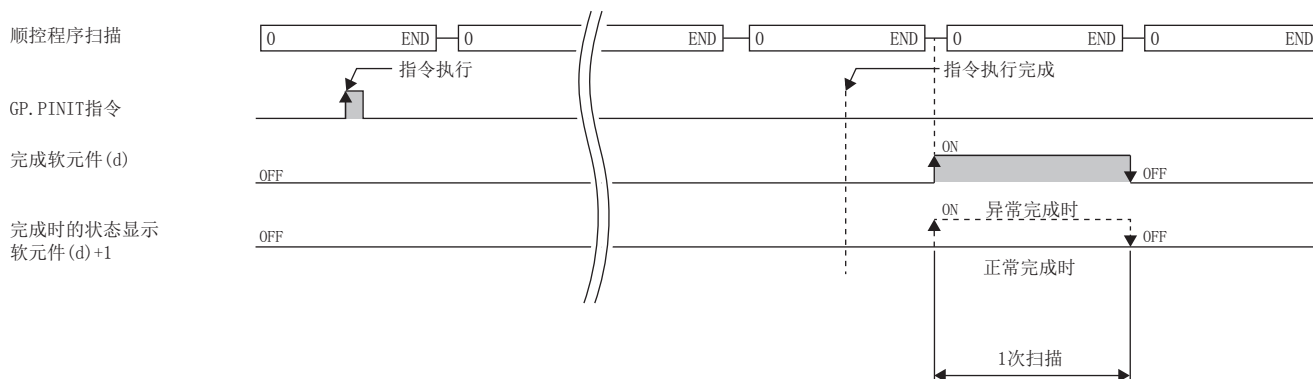 顺控程序扫描
0 END 0 END 0 END 0 END 0 END
指令执行
指令执行完成
GP.PINIT指令
完成软元件(d)
OFF
ON
OFF
完成时的状态显示
软元件(d)+1
OFF
ON
异常完成时
OFF
正常完成时
1次扫描